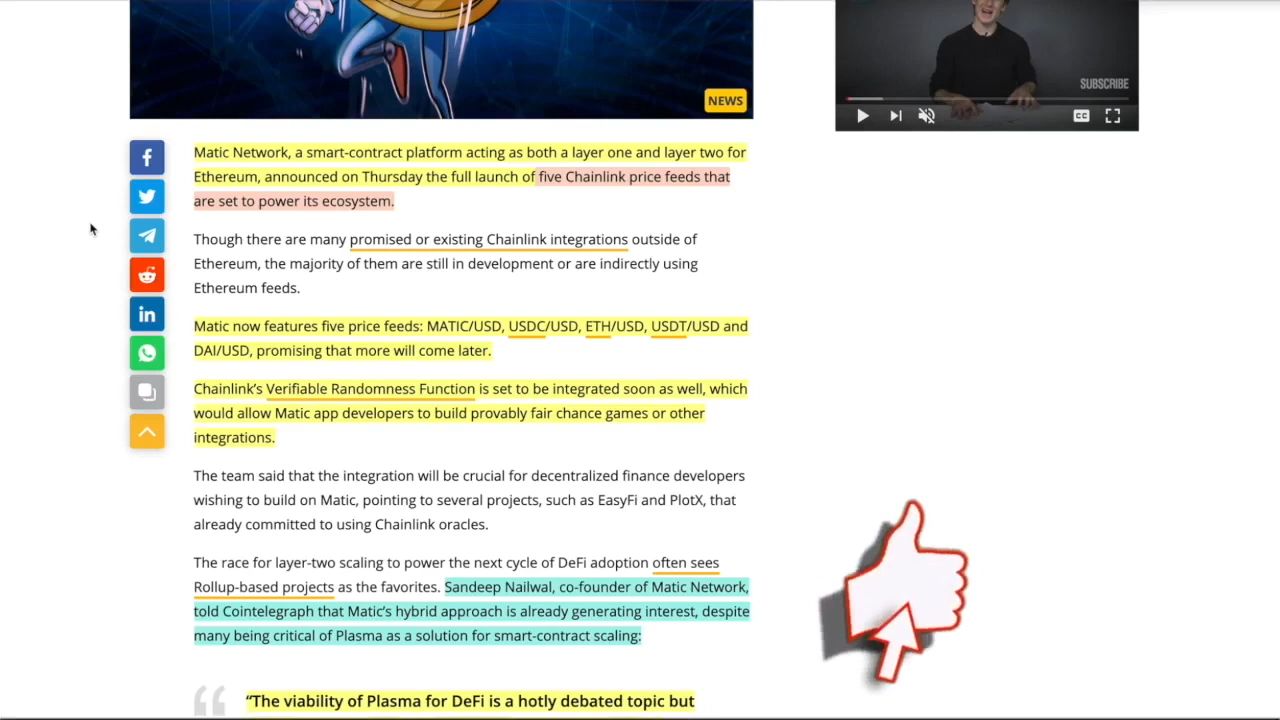 NEWS
SUBSCRIBE
CC
Matic Network, a smart-contract platform acting as both a layer one and layer two for
Ethereum, announced on Thursday the full launch of five Chainlink price feeds that
are set to power its ecosystem.
Though there are many promised or existing Chainlink integrations outside of
Ethereum, the majority of them are still in development or are indirectly using
Ethereum feeds.
Matic now features five price feeds: MATIC/USD, USDC/USD, ETH/USD, USDT/USD and
DAI/USD, promising that more will come later.
Chainlink’s Verifiable Randomness Function is set to be integrated soon as well, which
would allow Matic app developers to build provably fair chance games or other
integrations.
The team said that the integration will be crucial for decentralized finance developers
wishing to build on Matic, pointing to several projects, such as EasyFi and PlotX, that
already committed to using Chainlink oracles.
The race for layer-two scaling to power the next cycle of DeFi adoption often sees
Rollup-based projects as the favorites. Sandeep Nailwal, co-founder of Matic Network,
told Cointelegraph that Matic’s hybrid approach is already generating interest, despite
many being critical of Plasma as a solution for smart-contract scaling:
“The viability of Plasma for DeFi is a hotly debated topic but